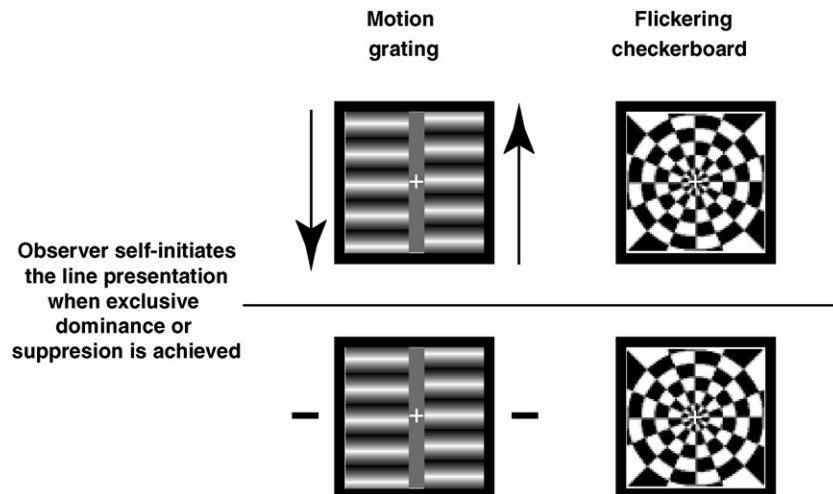 Motion
grating
Flickering
checkerboard
Observer self-initiates
the line presentation
when exclusive
dominance or
suppresion is achieved